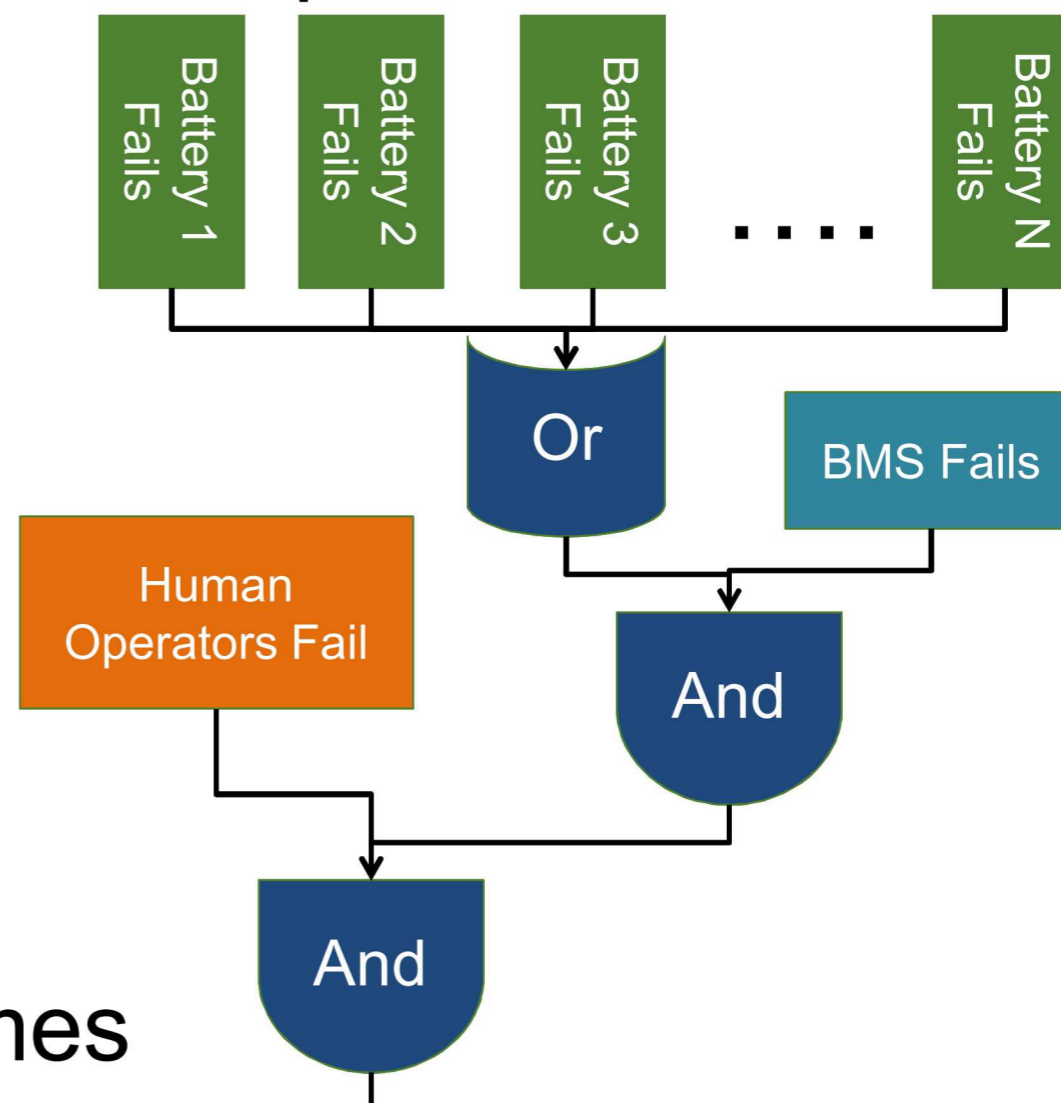 Battery 1
Fails
Battery 2
Fails
Battery 3
Fails
. . . .
Battery N
Fails
Or
BMS Fails
Human
Operators Fail
And
And